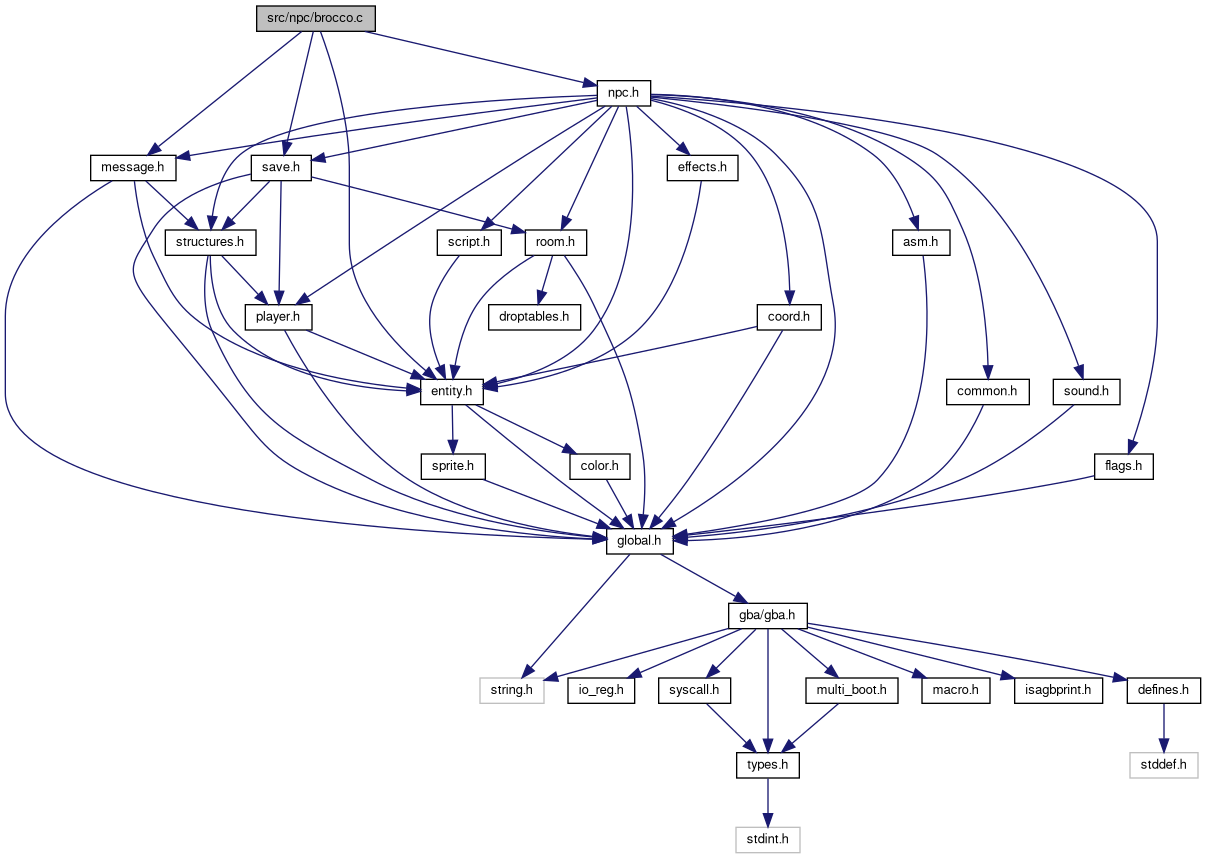 src/npc/brocco.c
npc.h
message.h
save.h
effects.h
structures.h
script.h
room.h
asm.h
player.h
droptables.h
coord.h
entity.h
common.h
sound.h
sprite.h
color.h
flags.h
global.h
gba/gba.h
string.h
io_reg.h
syscall.h
multi_boot.h
macro.h
isagbprint.h
defines.h
types.h
stddef.h
stdint.h